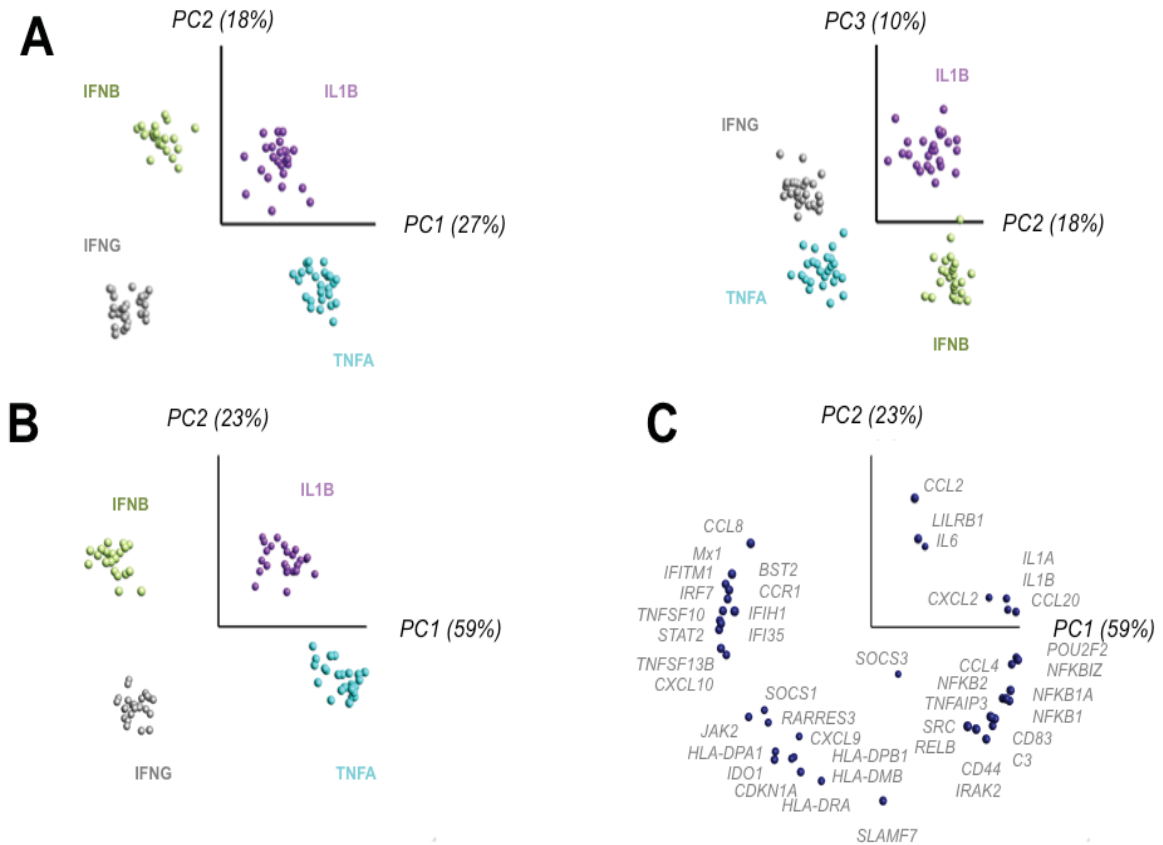 A
PC2 (18%)
IFNB
IL1B
PC1 (27%)
IFNG
TNFA
PC3 (10%)
IL1B
IFNG
PC2 (18%)
TNFA
IFNB
B
PC2 (23%)
IFNB
IL1B
PC1 (59%)
IFNG
TNFA
C
PC2 (23%)
CCL2
LILRB1
IL6
CCL8
Mx1
BST2
IFITM1
CCR1
IRF7
TNFSF10
IFIH1
STAT2
IFI35
TNFSF13B
CXCL10
IL1A
IL1B
CXCL2
CCL20
PC1 (59%)
SOCS3
POU2F2
CCL4
NFKBIZ
NFKB2
NFKB1A
TNFAIP3
NFKB1
SRC
CD83
RELB
C3
CD44
IRAK2
SOCS1
RARRES3
JAK2
CXCL9
HLA-DPA1
HLA-DPB1
IDO1
HLA-DMB
CDKN1A
HLA-DRA
SLAMF7